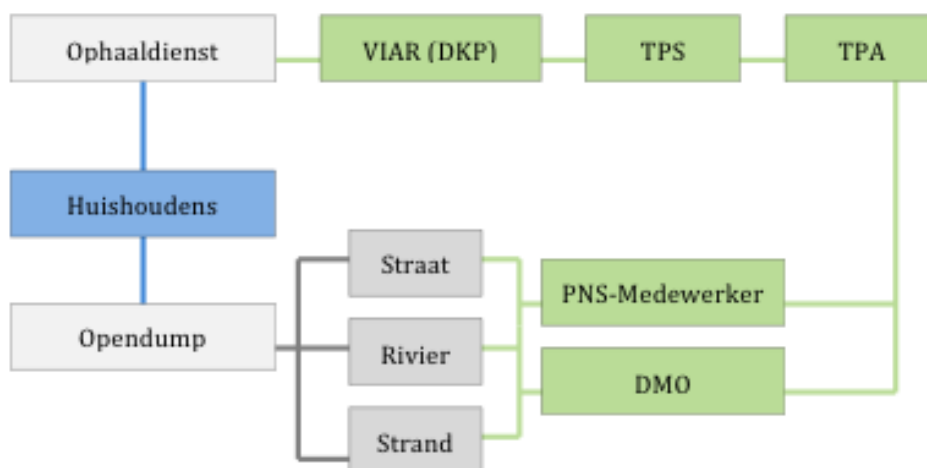 Ophaaldienst
VIAR (DKP)
TPS
TPA
Huishoudens
Straat
PNS-Medewerker
Opendump
Rivier
DMO
Strand